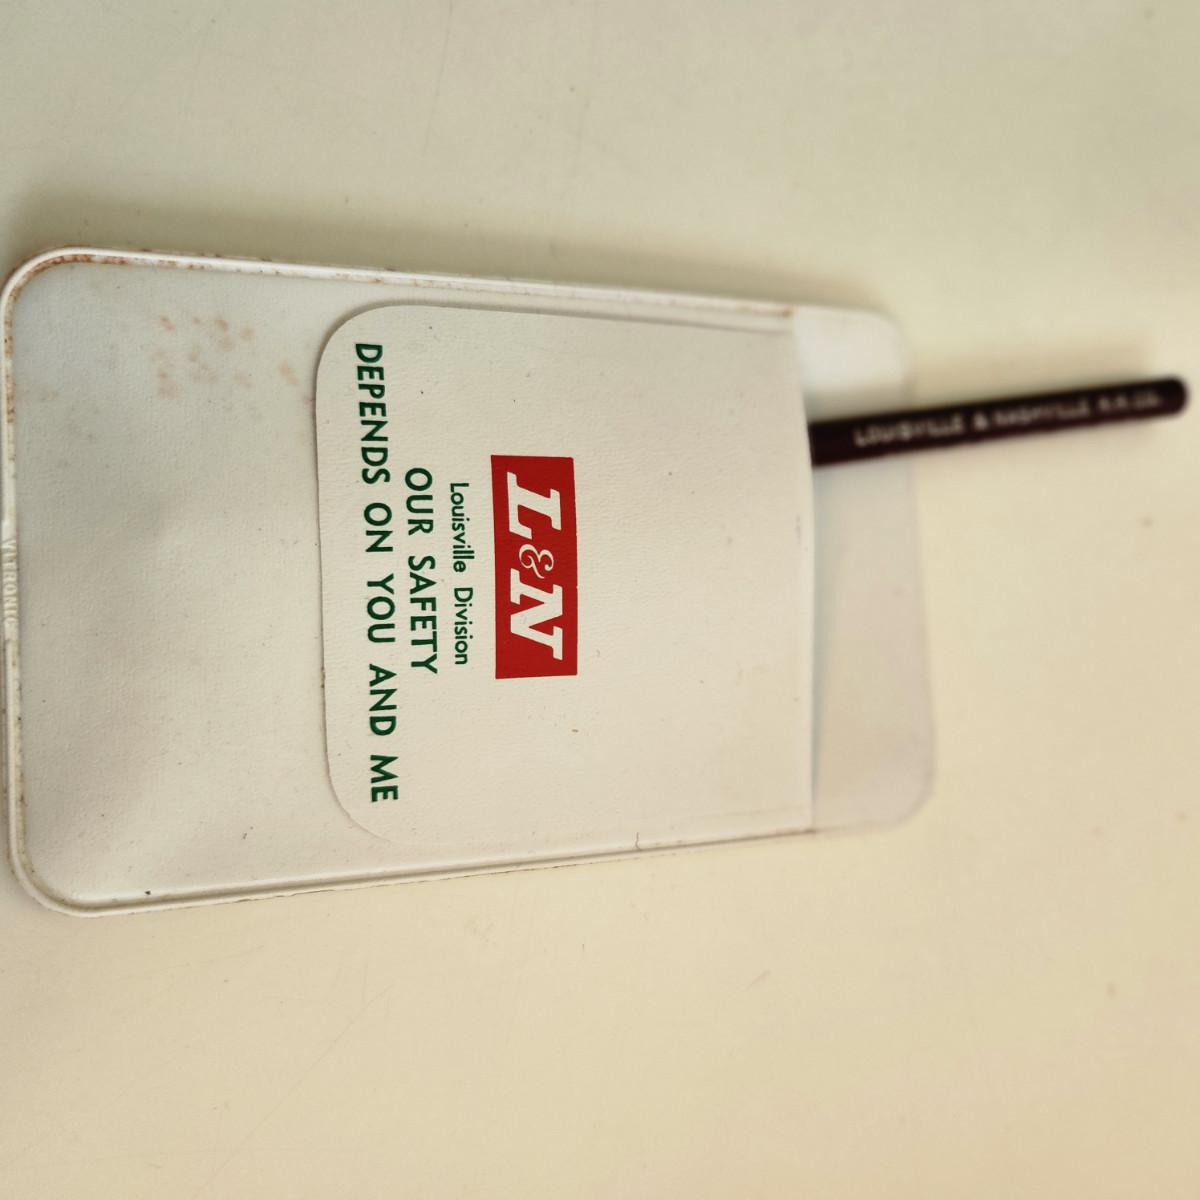 L&N
Louisville Division
OUR SAFETY
DEPENDS ON YOU AND ME
LOUISVILLE & NASHVILLE R.R. CO.